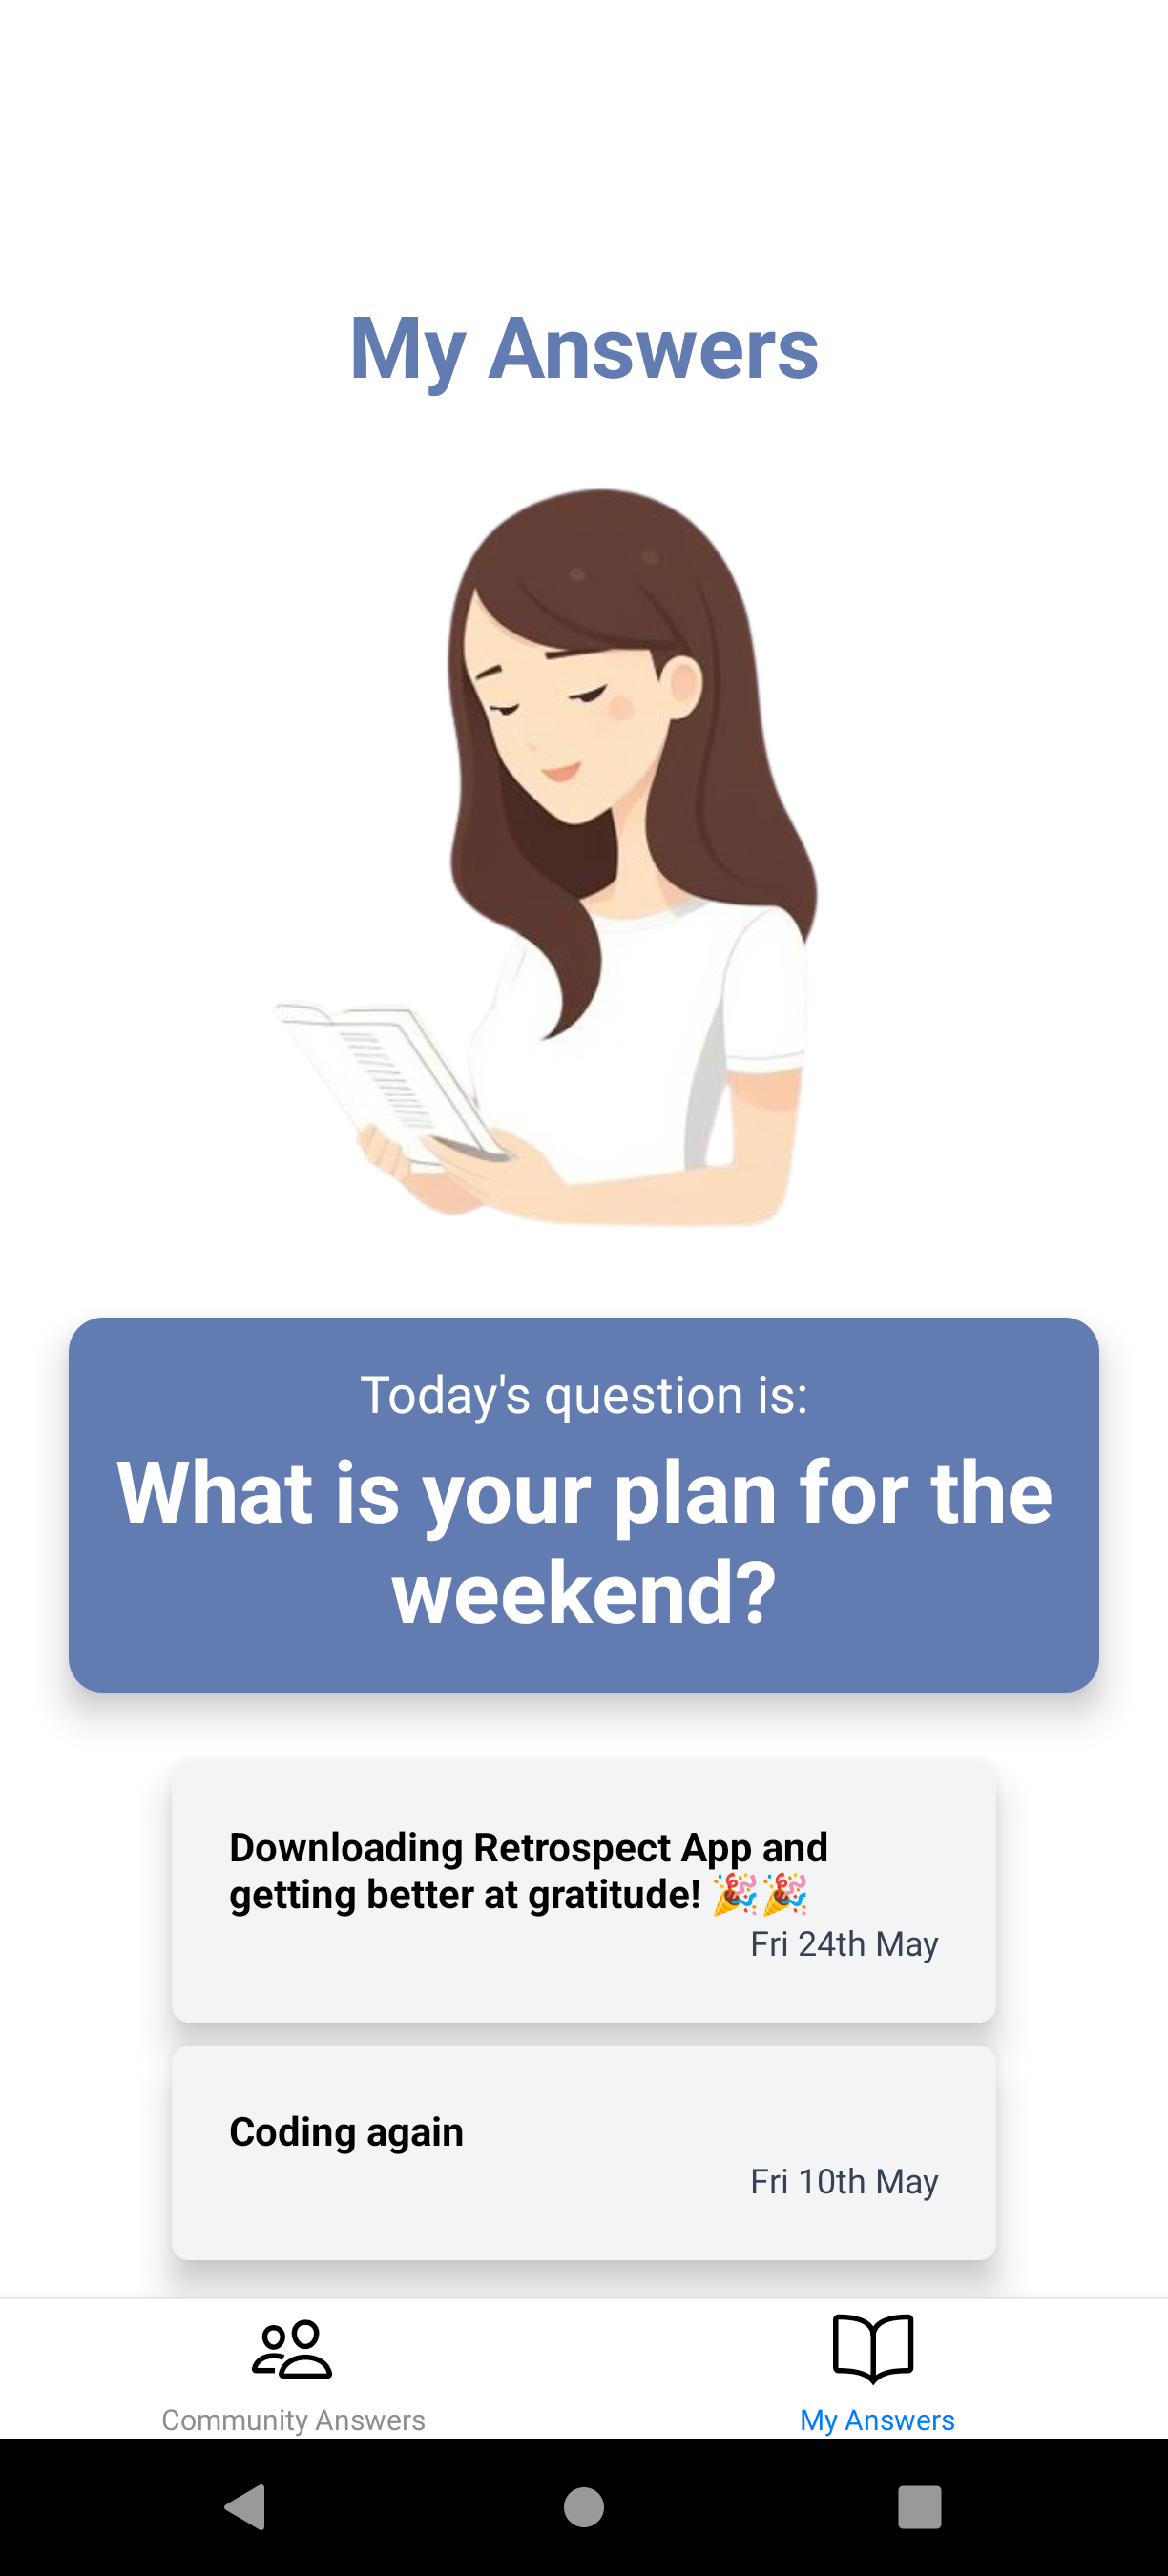 My Answers
Today's question is:
What is your plan for the
weekend?
Downloading Retrospect App and
getting better at gratitude! 🎉🎉
Fri 24th May
Coding again
Fri 10th May
Community Answers
My Answers